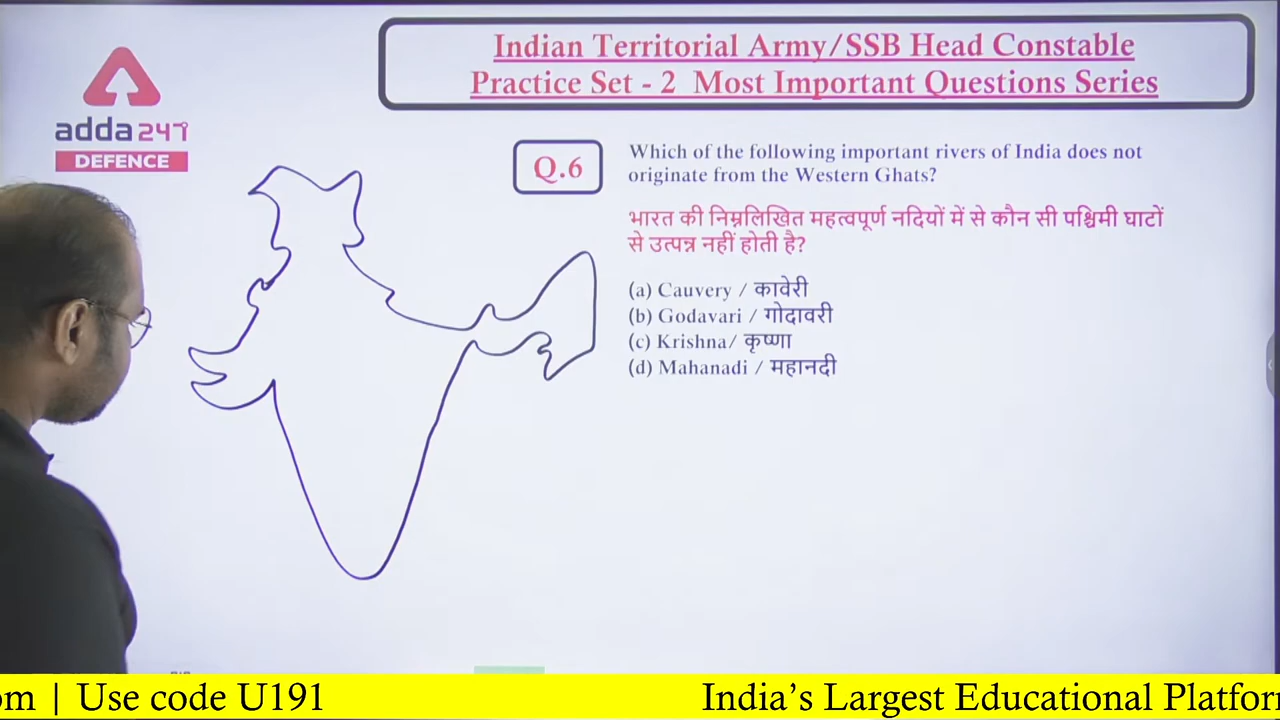 Indian Territorial Army/SSB Head Constable
Practice Set - 2 Most Important Questions Series
adda247
DEFENCE
Q.6
Which of the following important rivers of India does not
originate from the Western Ghats?
भारत की निम्नलिखित महत्वपूर्ण नदियों में से कौन सी पश्चिमी घाटों
से उत्पन्न नहीं होती है?
(a) Cauvery / कावेरी
(b) Godavari / गोदावरी
(c) Krishna/ कृष्णा
(d) Mahanadi / महानदी
om | Use code U191
India’s Largest Educational Platfor